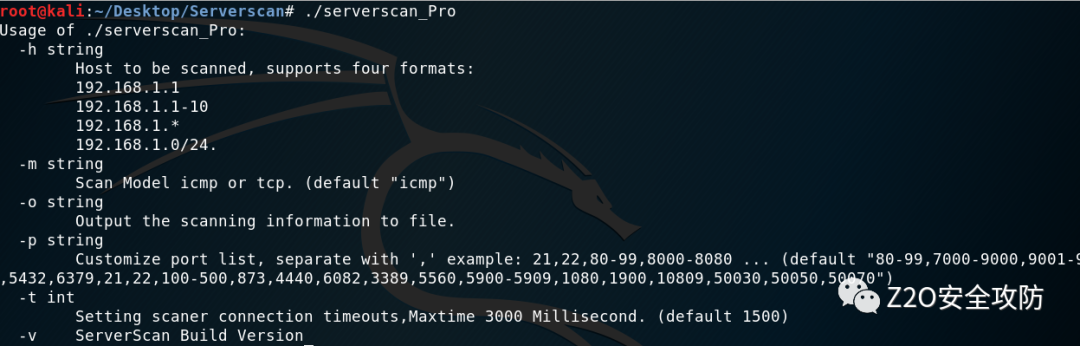 root@kali:~/Desktop/Serverscan# ./serverscan_Pro
Usage of ./serverscan_Pro:
  -h string
        Host to be scanned, supports four formats:
        192.168.1.1
        192.168.1.1-10
        192.168.1.*
        192.168.1.0/24.
  -m string
        Scan Model icmp or tcp. (default "icmp")
  -o string
        Output the scanning information to file.
  -p string
        Customize port list, separate with ',' example: 21,22,80-99,8000-8080 ... (default "80-99,7000-9000,9001-9
,5432,6379,21,22,100-500,873,4440,6082,3389,5560,5900-5909,1080,1900,10809,50030,50050,50070")
  -t int
        Setting scaner connection timeouts,Maxtime 3000 Millisecond. (default 1500)
  -v    ServerScan Build Version
Z2O安全攻防